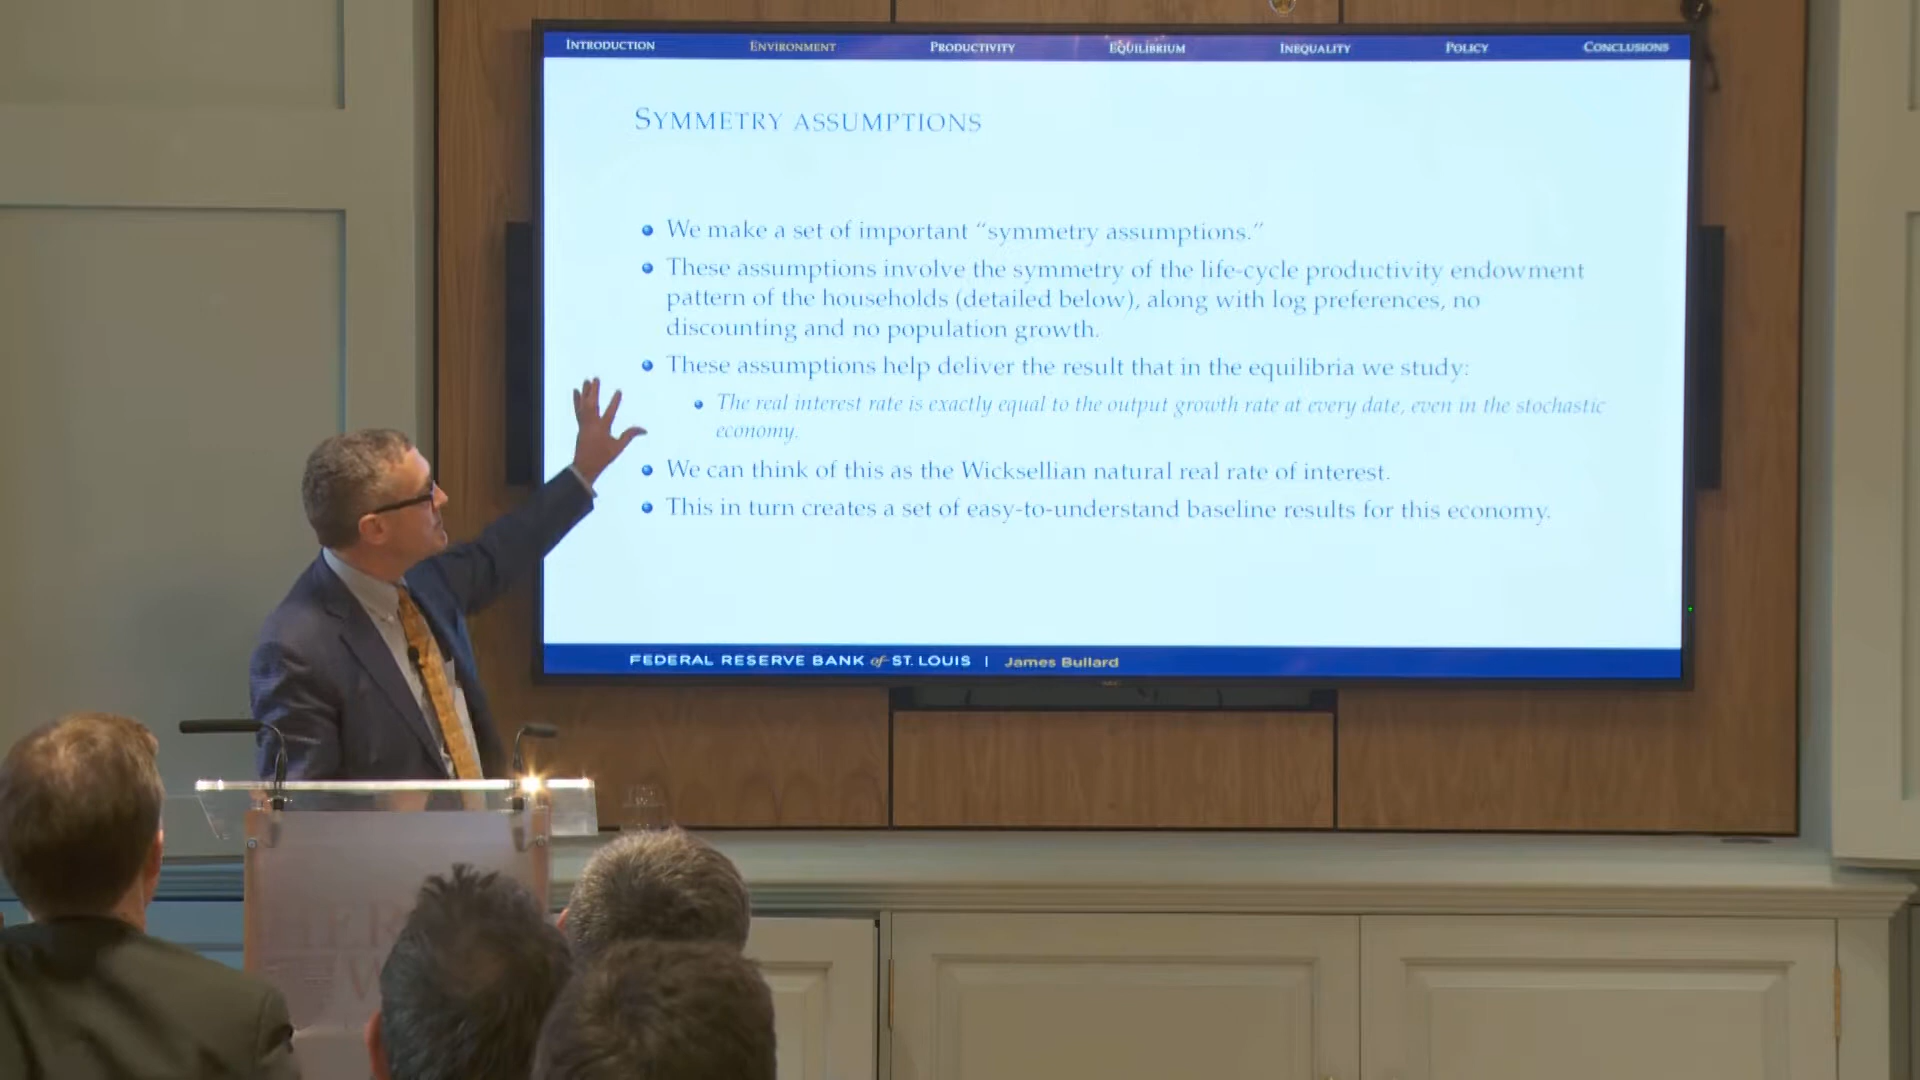 INTRODUCTION ENVIRONMENT PRODUCTIVITY EQUILIBRIUM INEQUALITY POLICY CONCLUSIONS
SYMMETRY ASSUMPTIONS
We make a set of important “symmetry assumptions.”
These assumptions involve the symmetry of the life-cycle productivity endowment
pattern of the households (detailed below), along with log preferences, no
discounting and no population growth.
These assumptions help deliver the result that in the equilibria we study:
The real interest rate is exactly equal to the output growth rate at every date, even in the stochastic
economy.
We can think of this as the Wicksellian natural real rate of interest.
This in turn creates a set of easy-to-understand baseline results for this economy.
FEDERAL RESERVE BANK of ST. LOUIS | James Bullard